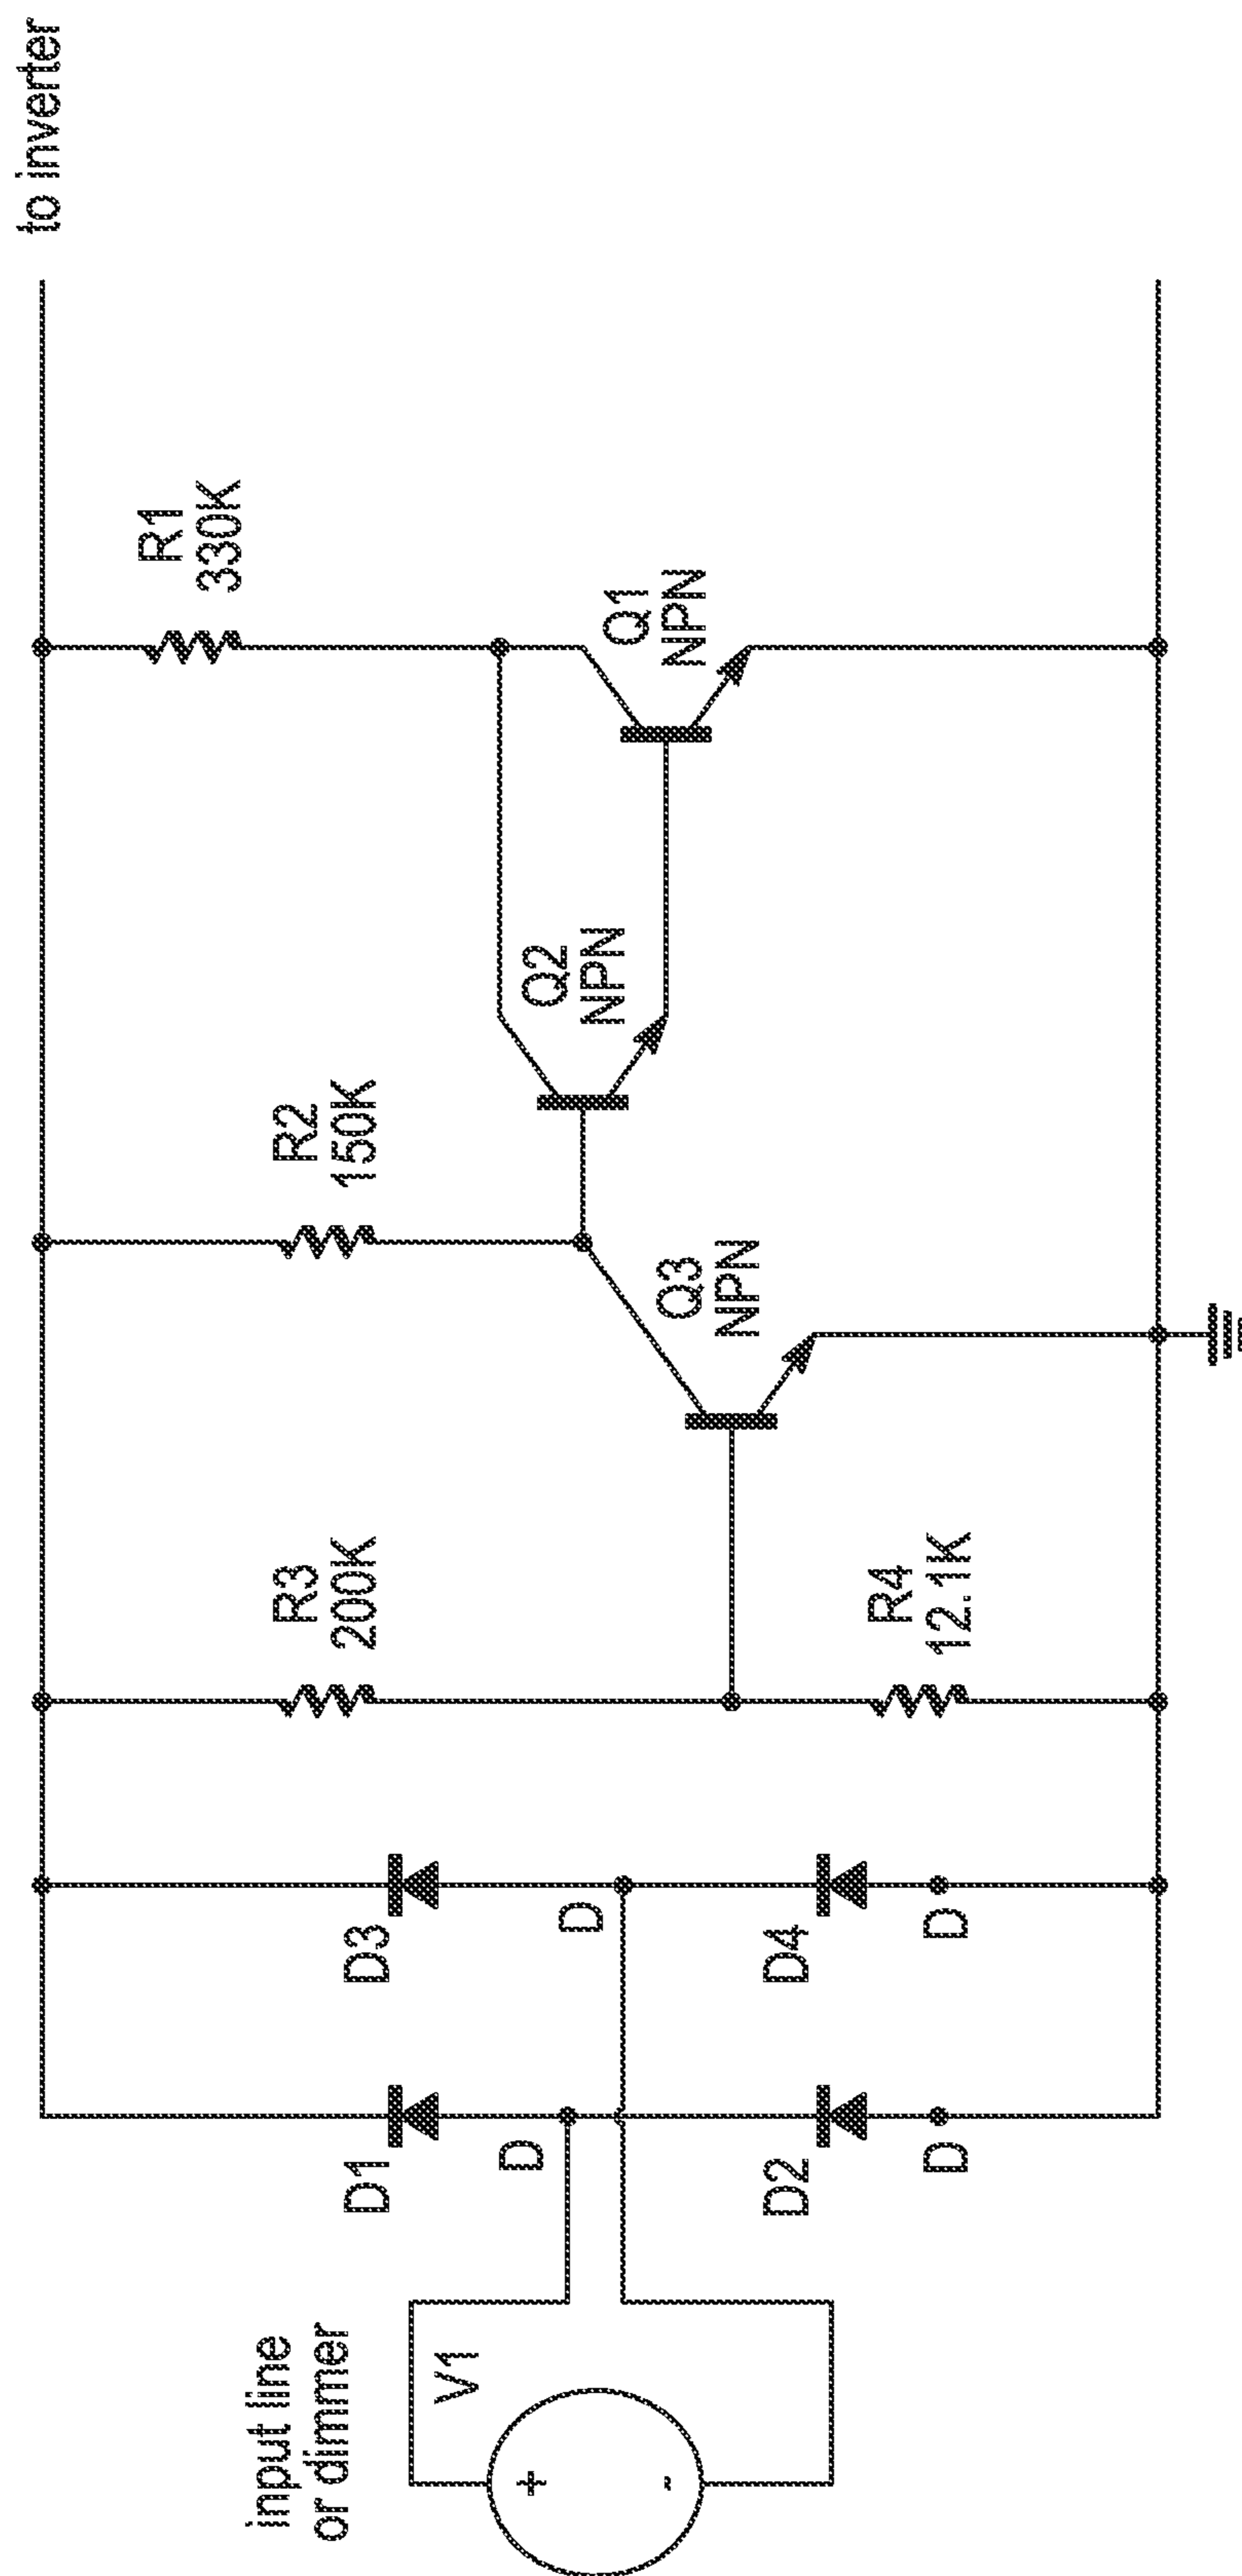 to inverter
R1
330K
Q1
NPN
Q2
NPN
R2
150K
Q3
NPN
R3
200K
R4
12.1K
D3
D
D4
D
D1
D
D2
D
input line
or dimmer
V1
+
-